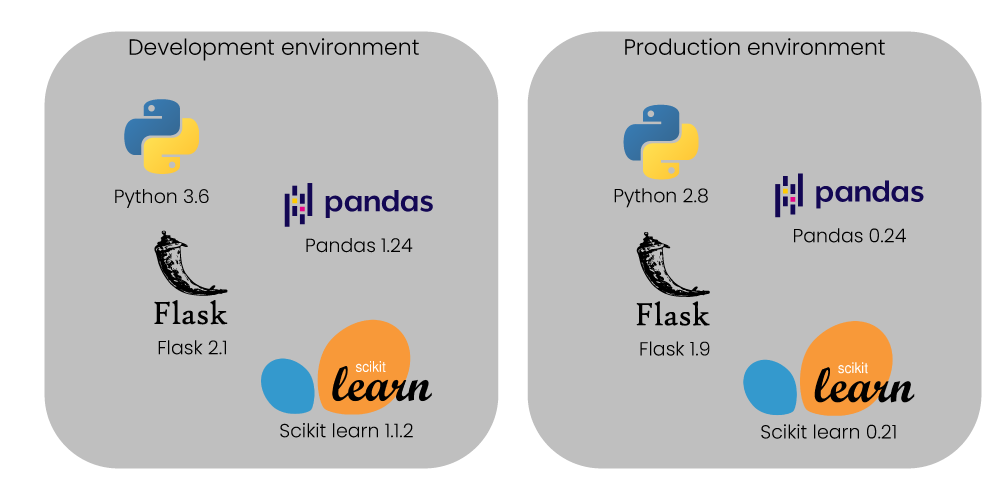 Development environment
Python 3.6
pandas
Pandas 1.24
Flask
Flask 2.1
scikit
learn
Scikit learn 1.1.2
Production environment
Python 2.8
pandas
Pandas 0.24
Flask
Flask 1.9
scikit
learn
Scikit learn 0.21